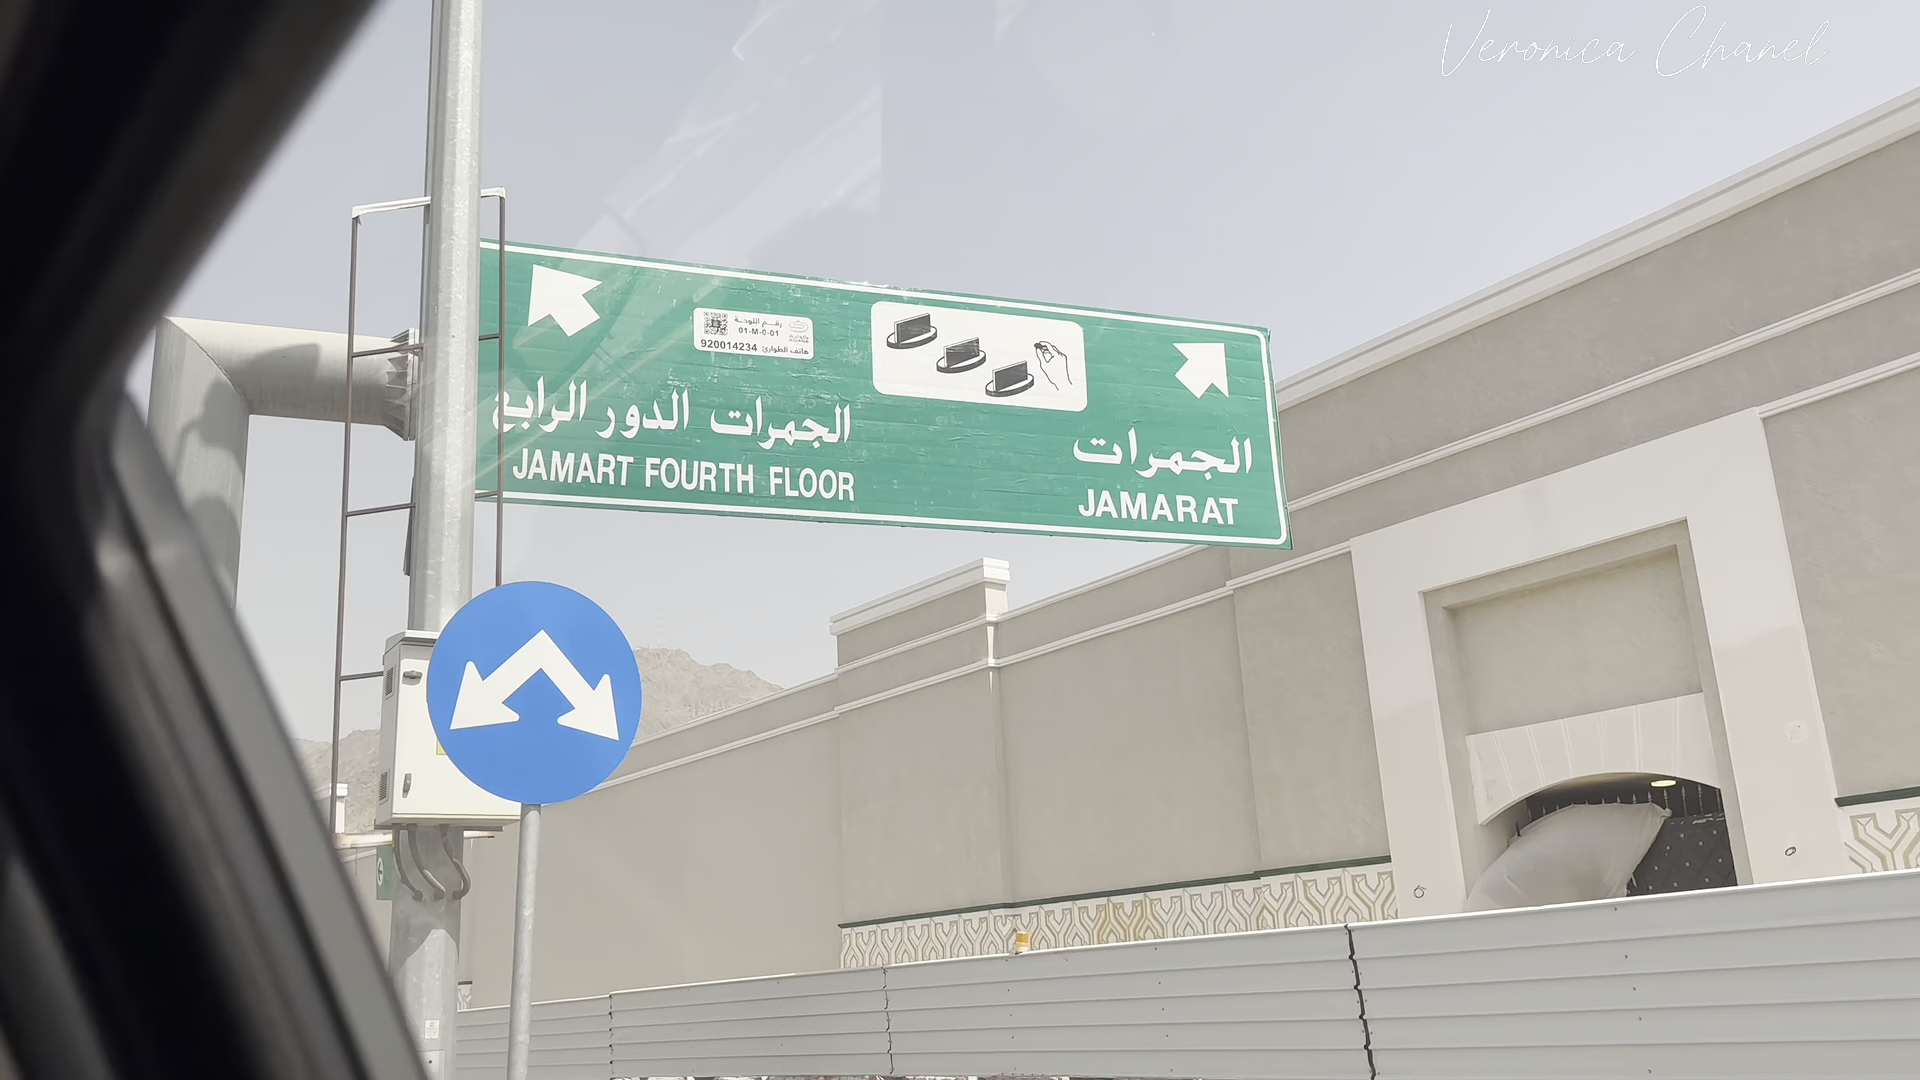 Veronica Chanel
رقم اللوحة
01-M-0-01
هاتف الطوارئ: 920014234
الجمرات الدور الرابع
JAMART FOURTH FLOOR
الجمرات
JAMARAT